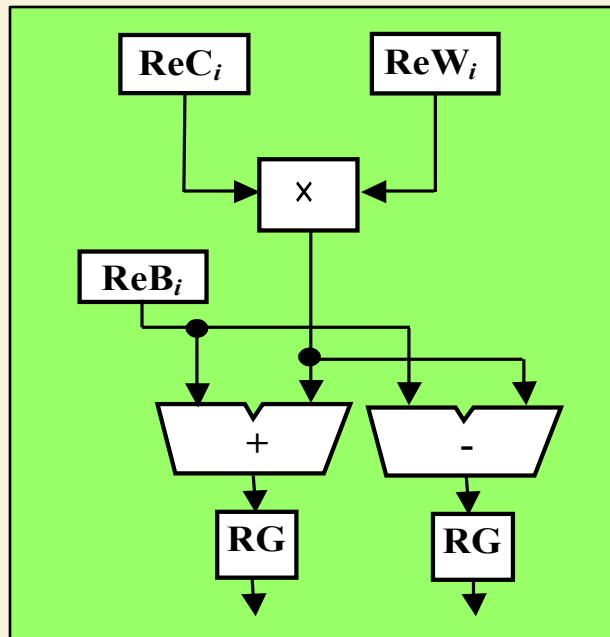 ReCᵢ ReWᵢ
×
ReBᵢ
+ -
RG RG